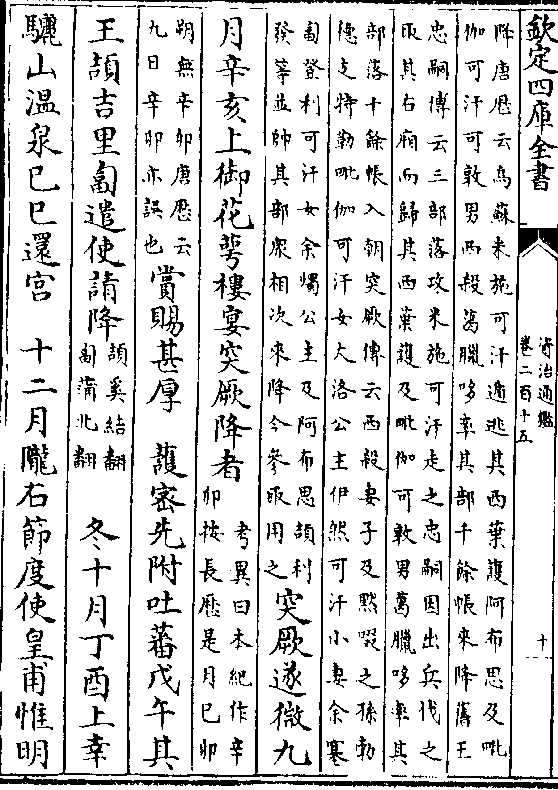 欽定四庫全書
資治通鑑
卷二百十五
十
降唐厯云烏蘇米施可汗遁逃其西葉護阿布思及毗
伽可汗可敦男西殺葛臘哆率其部千餘帳來降舊王
忠嗣傳云三部落攻米施可汗走之忠嗣因出兵伐之
取其右廂而歸其西葉護及毗伽可敦男葛臘哆率其
部落十餘帳入朝突厥傳云西殺妻子及黙啜之孫勃
德支特勒毗伽可汗女大洛公主伊然可汗小妻余塞
匐登利可汗女余燭公主及阿布思頡利
發等並帥其部衆相次來降今參取用之
突厥遂微九
月辛亥上御花萼樓宴突厥降者
考異曰本紀作辛
卯按長厯是月己卯
朔無辛卯唐厯云
九日辛卯亦誤也
賞賜甚厚　護密先附吐蕃戊午其
王頡吉里匐遣使請降
頡奚結翻
匐蒲北翻
冬十月丁酉上幸
驪山温泉己巳還宫　十二月隴右節度使皇甫惟明